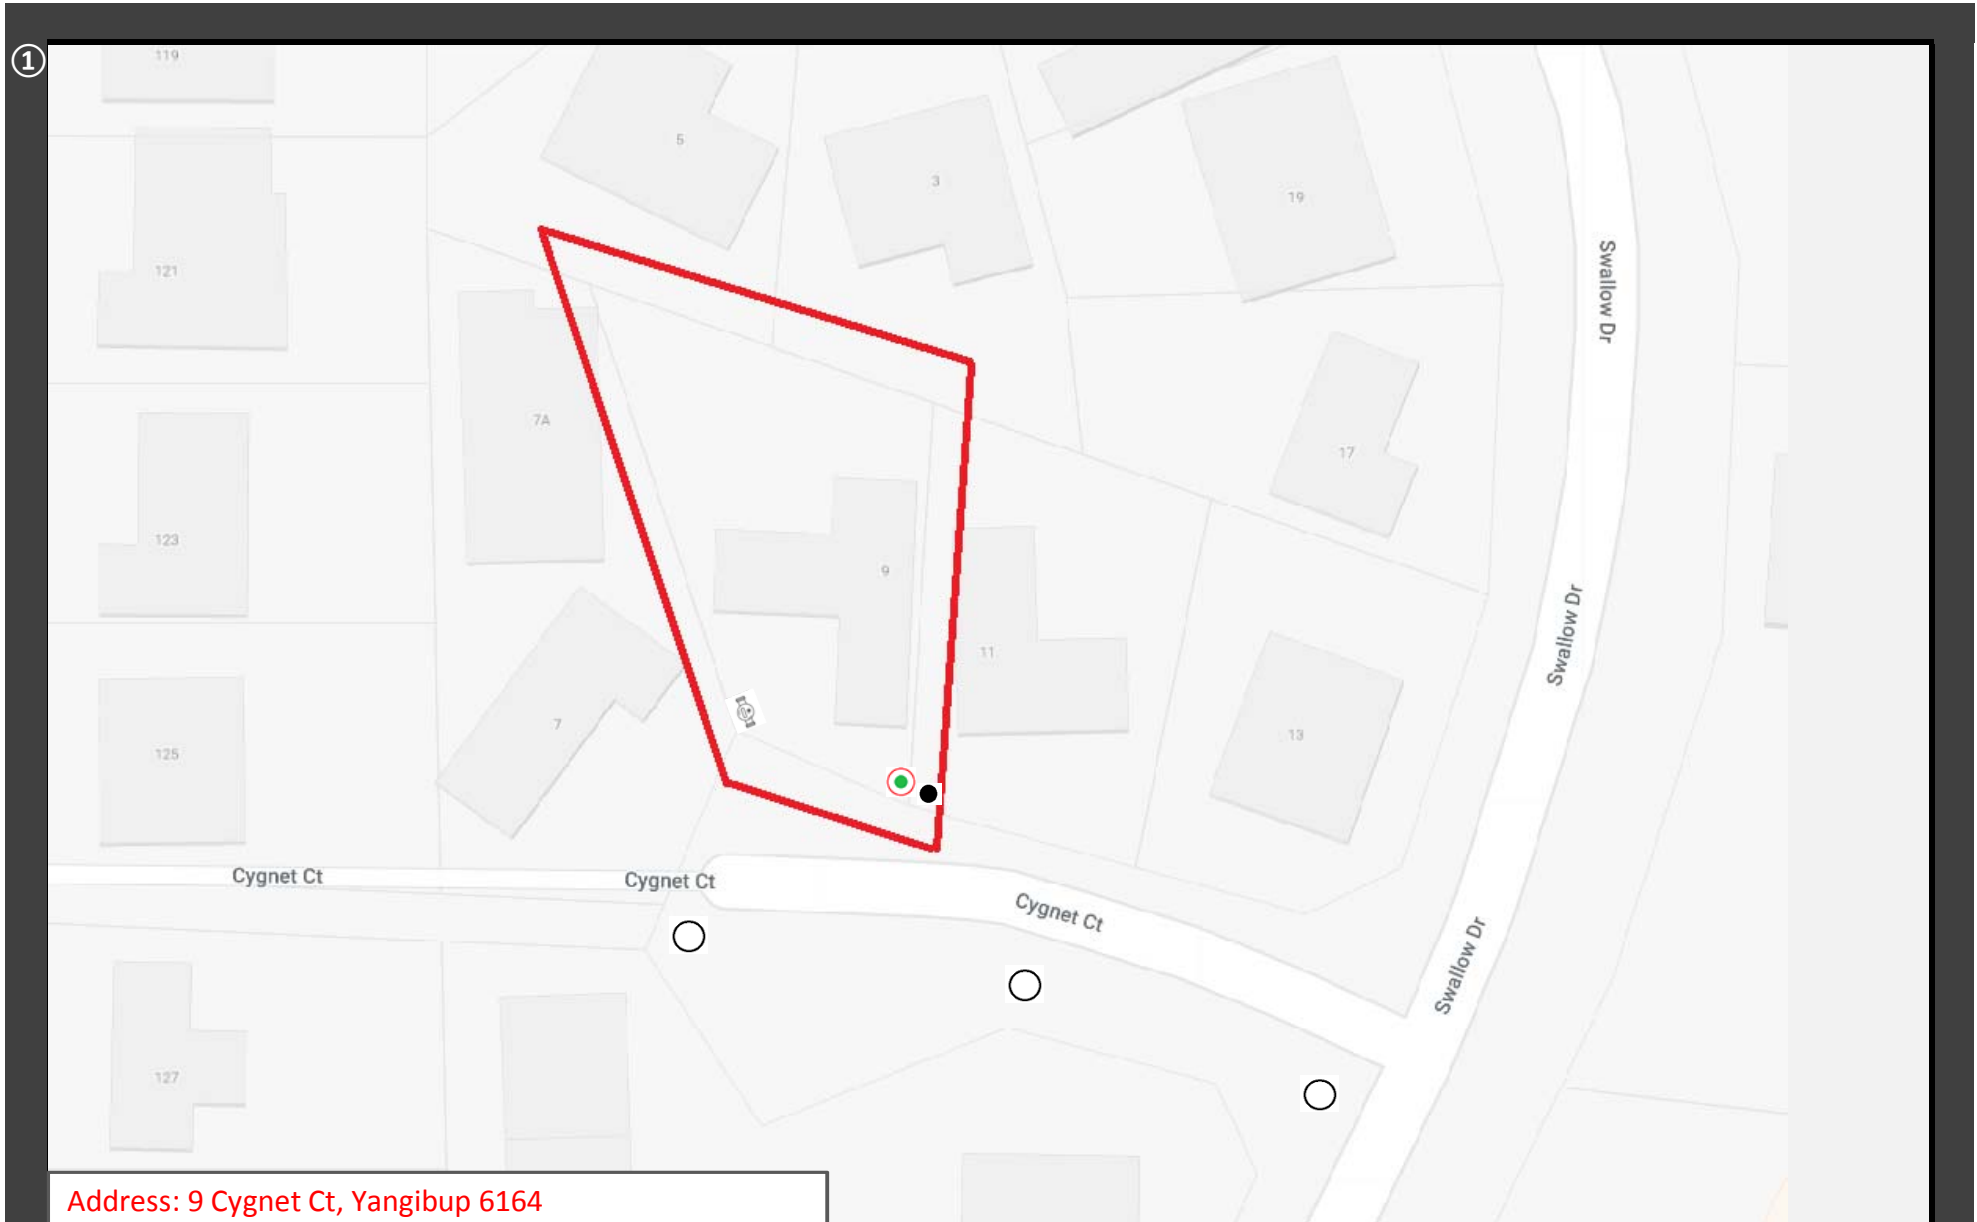 ①
119
5
3
19
121
Swallow Dr
7A
17
123
9
Swallow Dr
11
7
13
125
Cygnet Ct
Cygnet Ct
Cygnet Ct
Swallow Dr
127
Address: 9 Cygnet Ct, Yangibup 6164